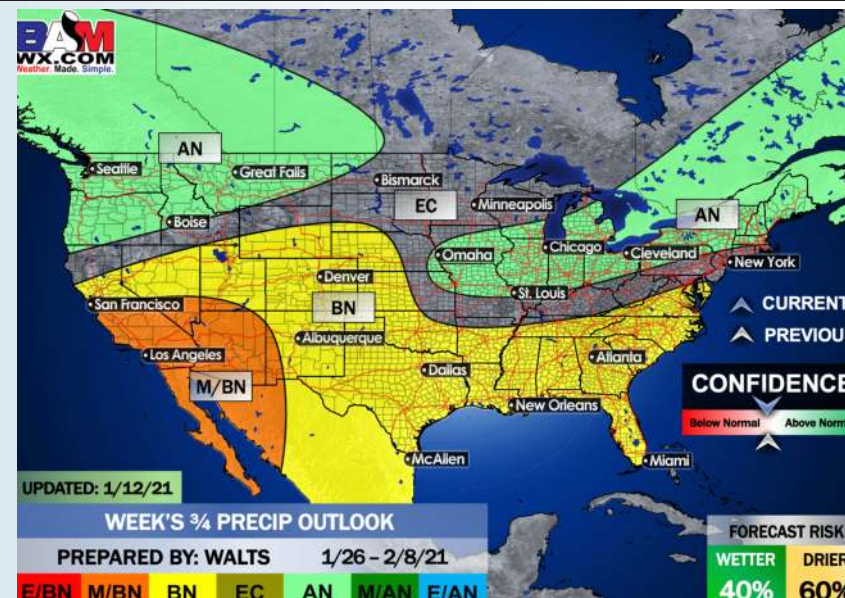 BAM
WX.COM
Weather. Made. Simple.
AN
Seattle
Great Falls
Bismarck
EC
Minneapolis
AN
Boise
Omaha
Chicago
Cleveland
New York
Denver
St. Louis
San Francisco
BN
CURRENT
Albuquerque
PREVIOU
Los Angeles
Dallas
Atlanta
M/BN
CONFIDENCE
New Orleans
Below Normal Above Norm
McAllen
Miami
UPDATED: 1/12/21
WEEK'S ¾ PRECIP OUTLOOK
FORECAST RISK
PREPARED BY: WALTS 1/26 – 2/8/21
WETTER DRIER
E/BN M/BN BN EC AN M/AN E/AN
40% 60%